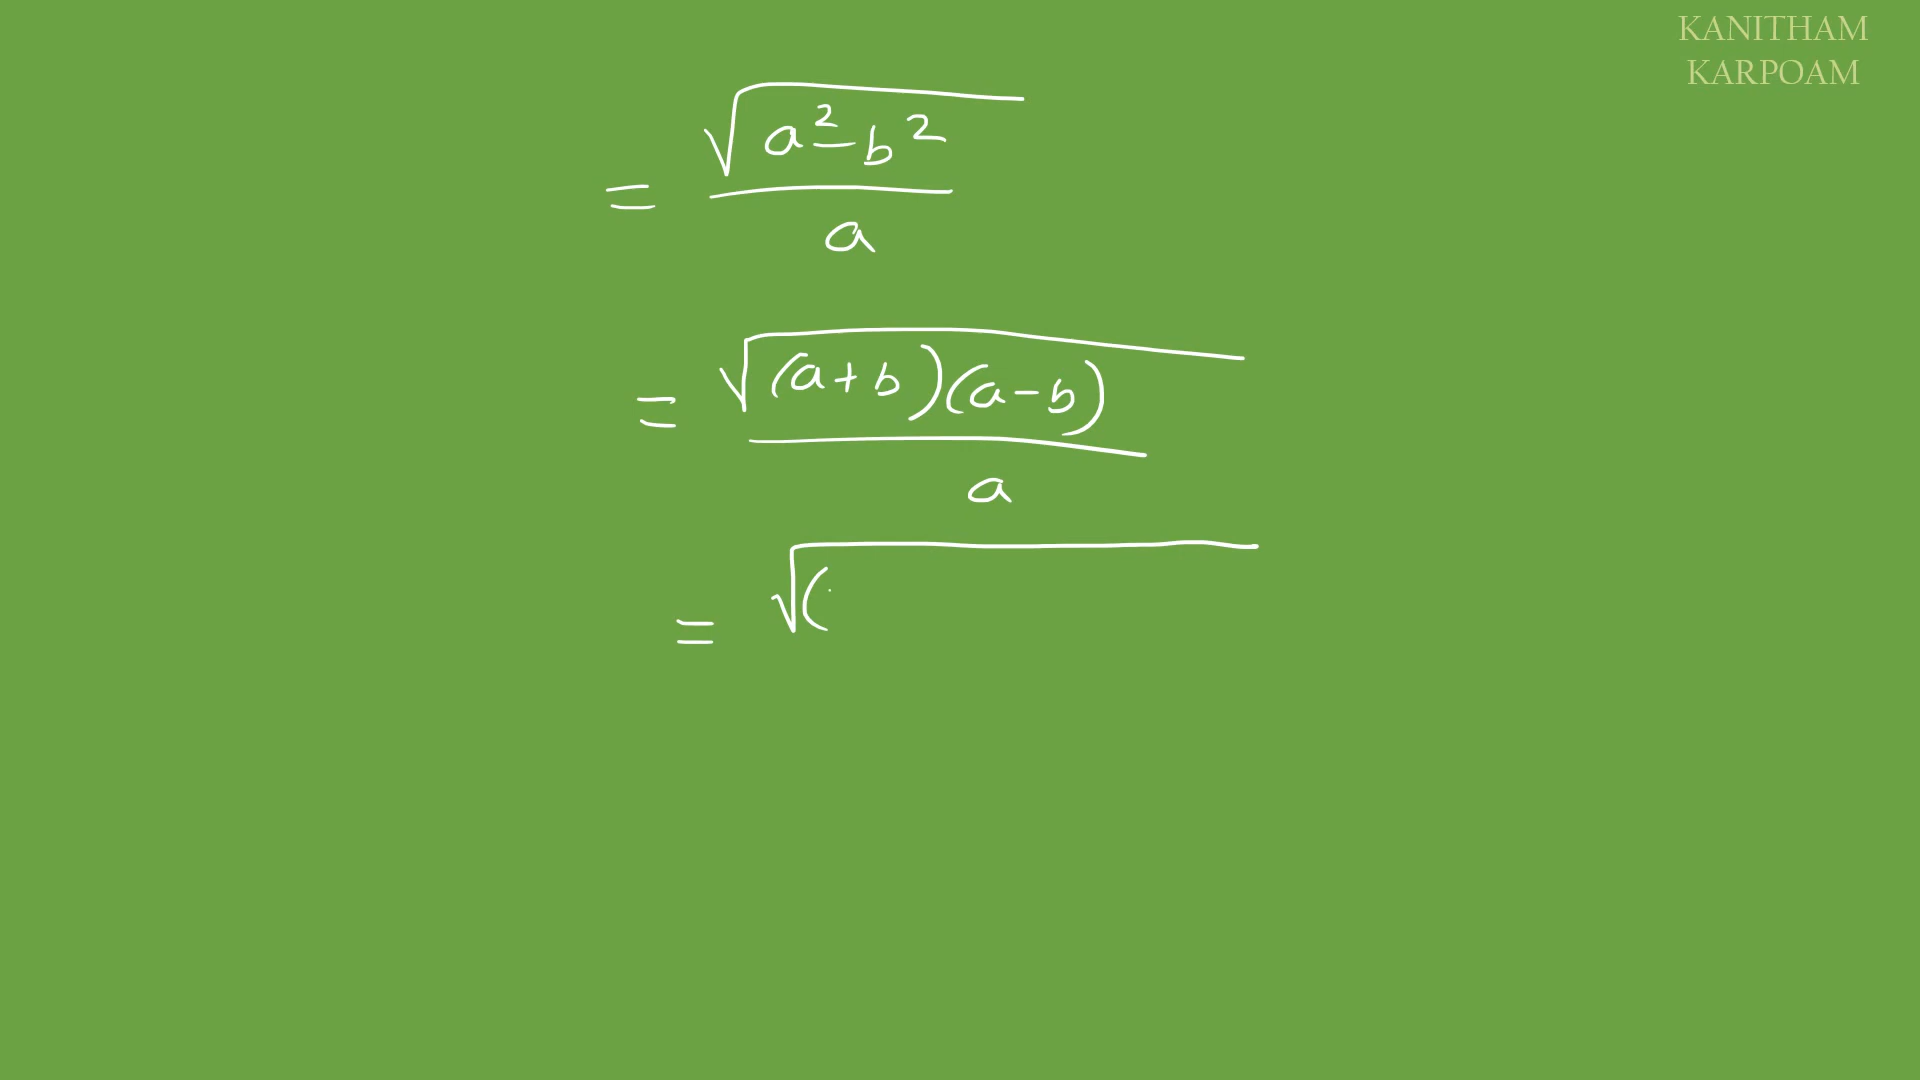 KANITHAM
KARPOAM
= √(a² - b²) / a
= √((a+b)(a-b)) / a
= √(